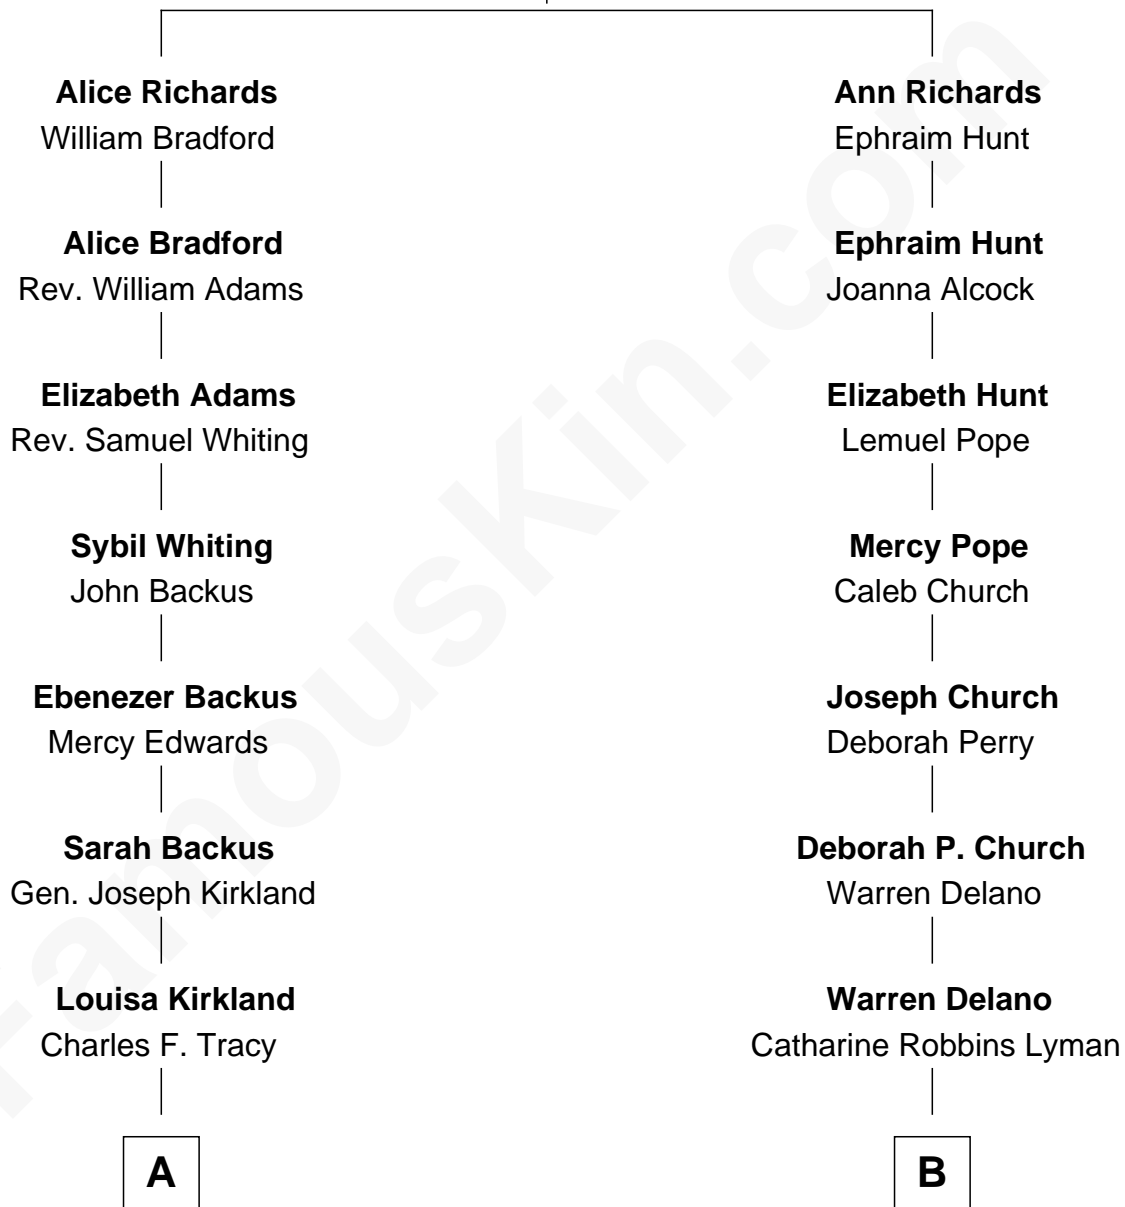 Alice Richards
William Bradford
Alice Bradford
Rev. William Adams
Elizabeth Adams
Rev. Samuel Whiting
Sybil Whiting
John Backus
Ebenezer Backus
Mercy Edwards
Sarah Backus
Gen. Joseph Kirkland
Louisa Kirkland
Charles F. Tracy
A
Ann Richards
Ephraim Hunt
Ephraim Hunt
Joanna Alcock
Elizabeth Hunt
Lemuel Pope
Mercy Pope
Caleb Church
Joseph Church
Deborah Perry
Deborah P. Church
Warren Delano
Warren Delano
Catharine Robbins Lyman
B
FamousKin.com